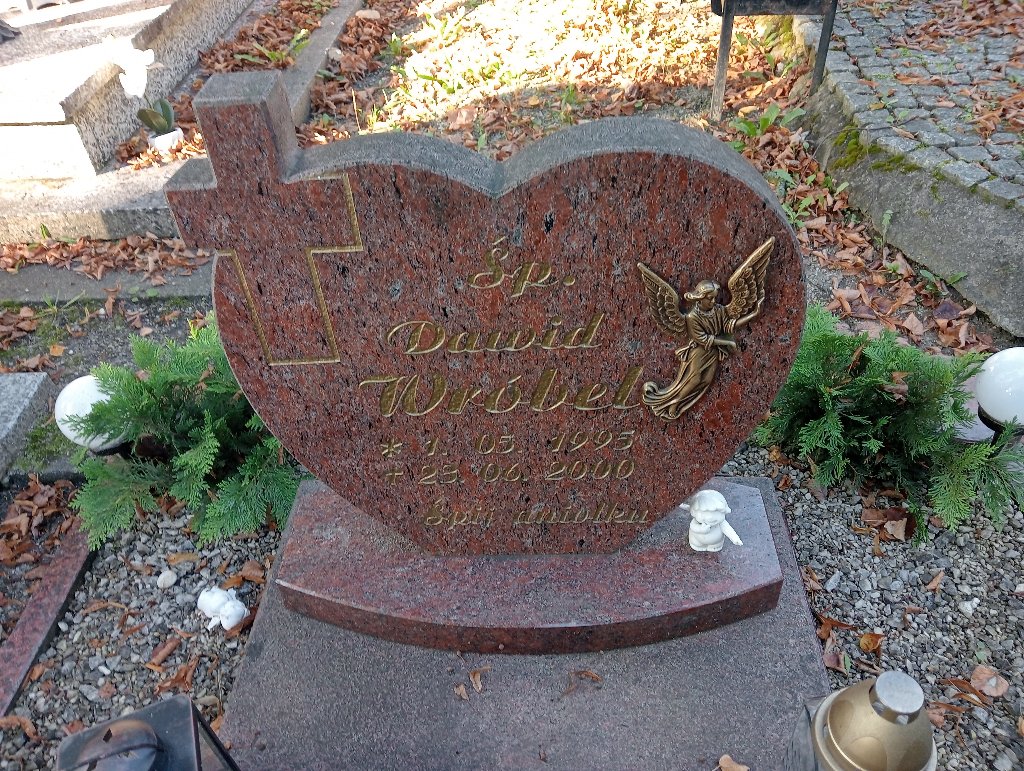 Śp.
Dawid
Wróbel
* 1. 05. 1995
+ 23. 06. 2000
Śpij aniołku